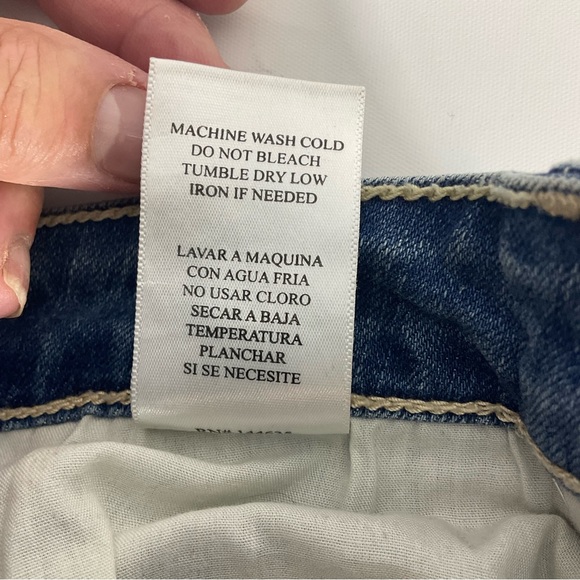 MACHINE WASH COLD
DO NOT BLEACH
TUMBLE DRY LOW
IRON IF NEEDED
LAVAR A MAQUINA
CON AGUA FRIA
NO USAR CLORO
SECAR A BAJA
TEMPERATURA
PLANCHAR
SI SE NECESITE
RN#